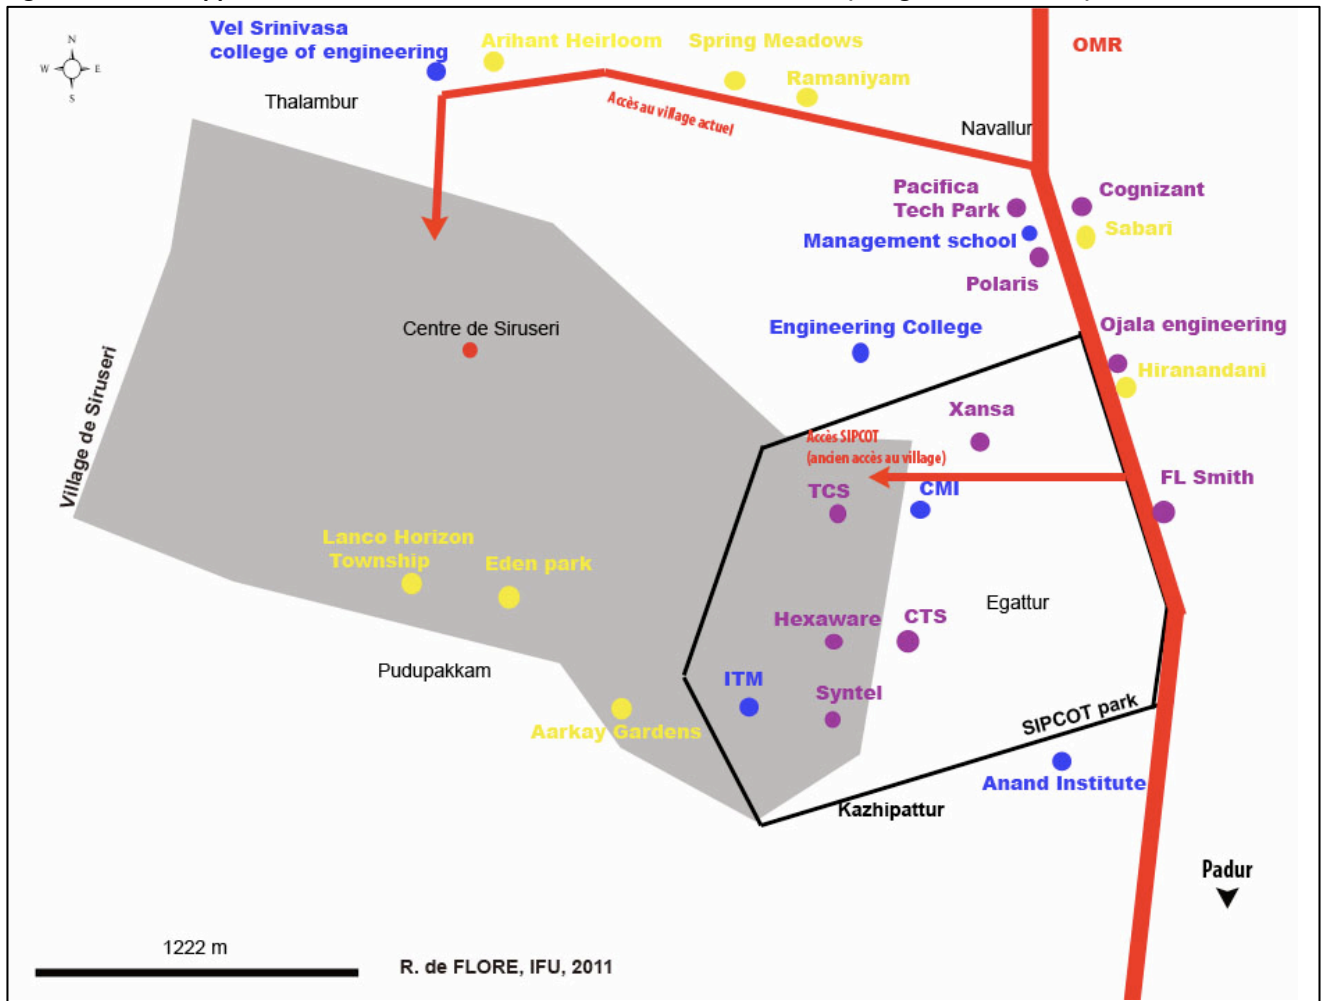 N
W
E
S
Vel Srinivasa
college of engineering
Arihant Heirloom
Spring Meadows
OMR
Ramaniyam
Thalambur
Accès au village actuel
Navallur
Pacifica
Tech Park
Cognizant
Management school
Sabari
Polaris
Centre de Siruseri
Engineering College
Ojala engineering
Hiranandani
Village de Siruseri
Xansa
Accès SIPCOT
(ancien accès au village)
TCS
CMI
FL Smith
Lanco Horizon
Township
Eden park
Egattur
Hexaware
CTS
Pudupakkam
ITM
Syntel
Aarkay Gardens
SIPCOT park
Anand Institute
Kazhipattur
Padur
1222 m
R. de FLORE, IFU, 2011